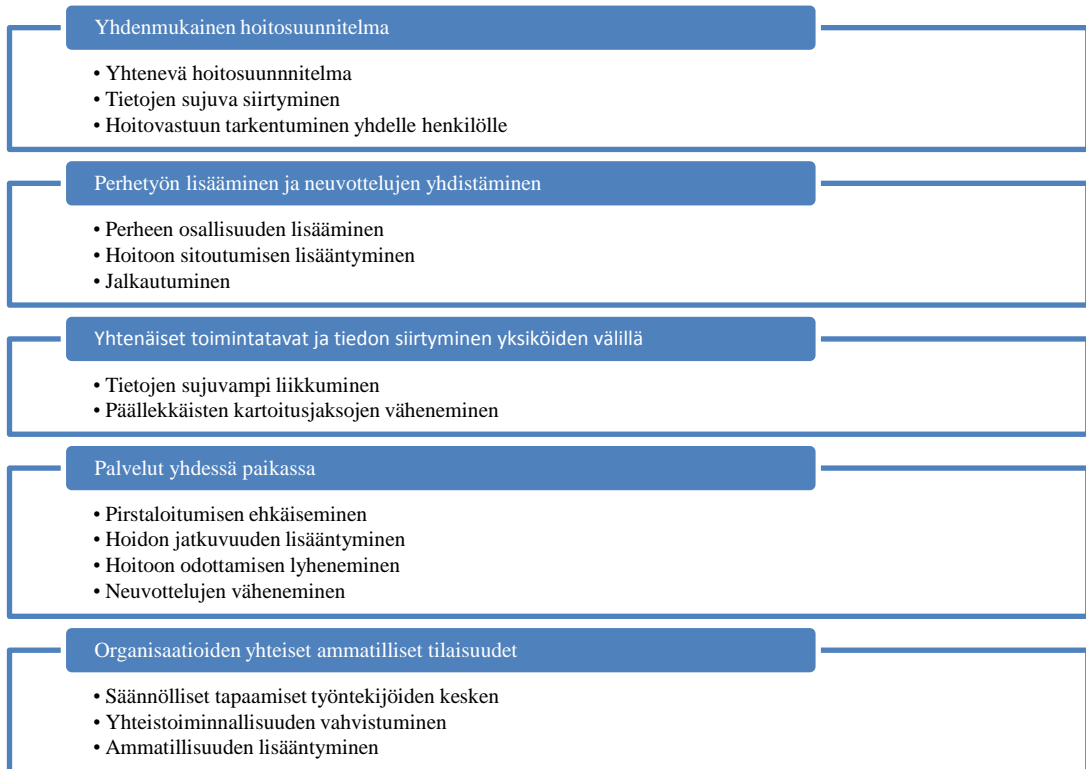 Yhdenmukainen hoitosuunnitelma
• Yhtenevä hoitosuunnnitelma
• Tietojen sujuva siirtyminen
• Hoitovastuun tarkentuminen yhdelle henkilölle
Perhetyön lisääminen ja neuvottelujen yhdistäminen
• Perheen osallisuuden lisääminen
• Hoitoon sitoutumisen lisääntyminen
• Jalkautuminen
Yhtenäiset toimintatavat ja tiedon siirtyminen yksiköiden välillä
• Tietojen sujuvampi liikkuminen
• Päällekkäisten kartoitusjaksojen väheneminen
Palvelut yhdessä paikassa
• Pirstaloitumisen ehkäiseminen
• Hoidon jatkuvuuden lisääntyminen
• Hoitoon odottamisen lyheneminen
• Neuvottelujen väheneminen
Organisaatioiden yhteiset ammatilliset tilaisuudet
• Säännölliset tapaamiset työntekijöiden kesken
• Yhteistoiminnallisuuden vahvistuminen
• Ammatillisuuden lisääntyminen